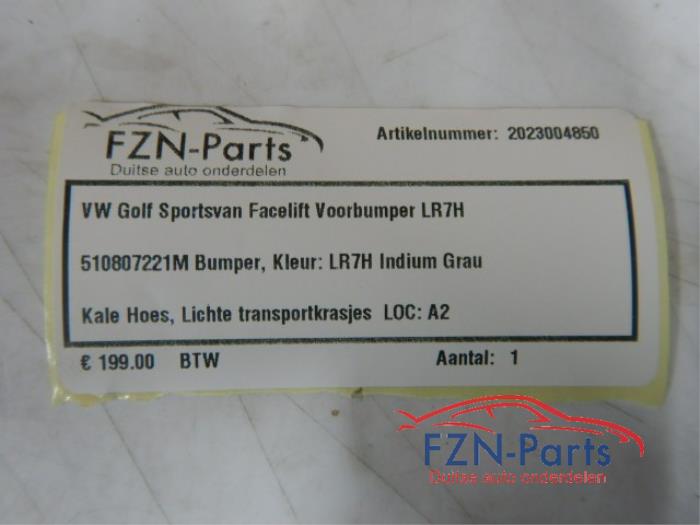 FZN-Parts
Duitse auto onderdelen
Artikelnummer: 2023004850
VW Golf Sportsvan Facelift Voorbumper LR7H
510807221M Bumper, Kleur: LR7H Indium Grau
Kale Hoes, Lichte transportkrasjes LOC: A2
€ 199.00 BTW
Aantal: 1
FZN-Parts
Duitse auto onderdelen